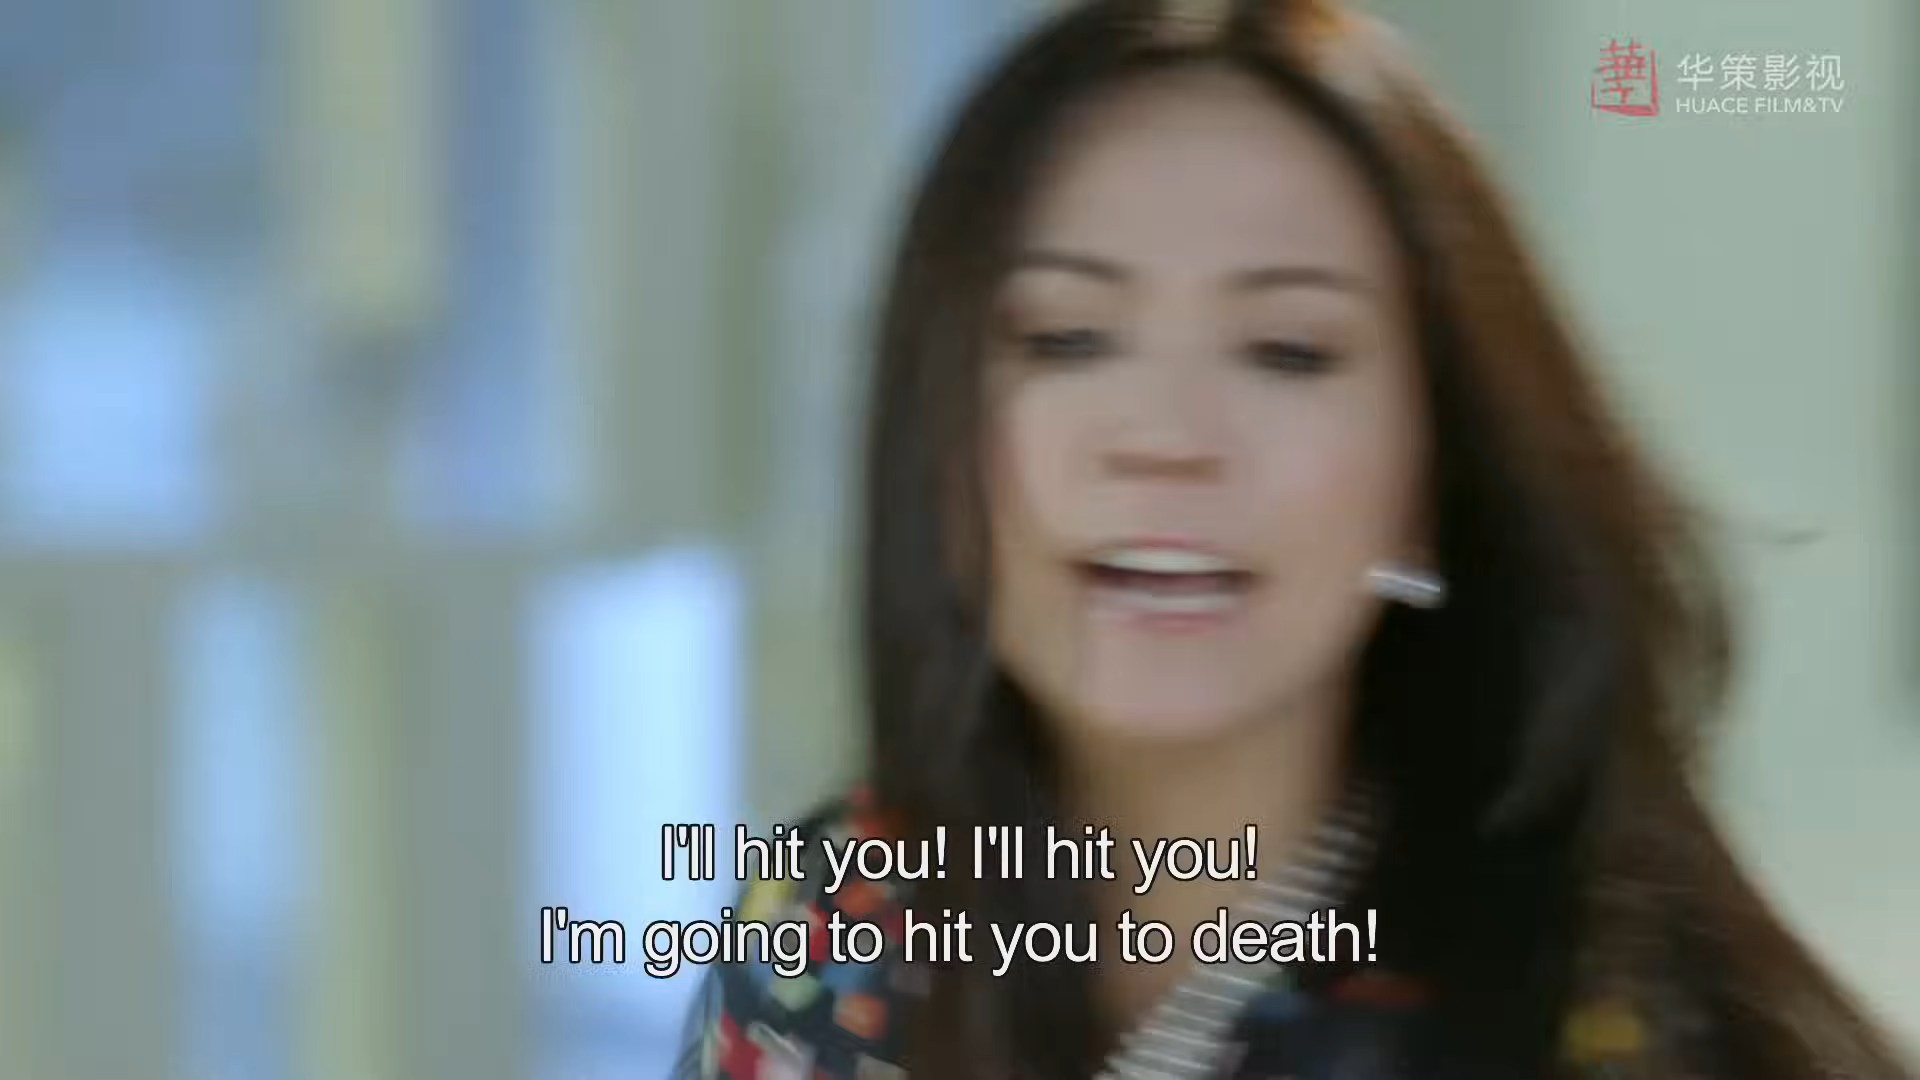 華
华策影视
HUACE FILM&TV
I'll hit you! I'll hit you!
I'm going to hit you to death!